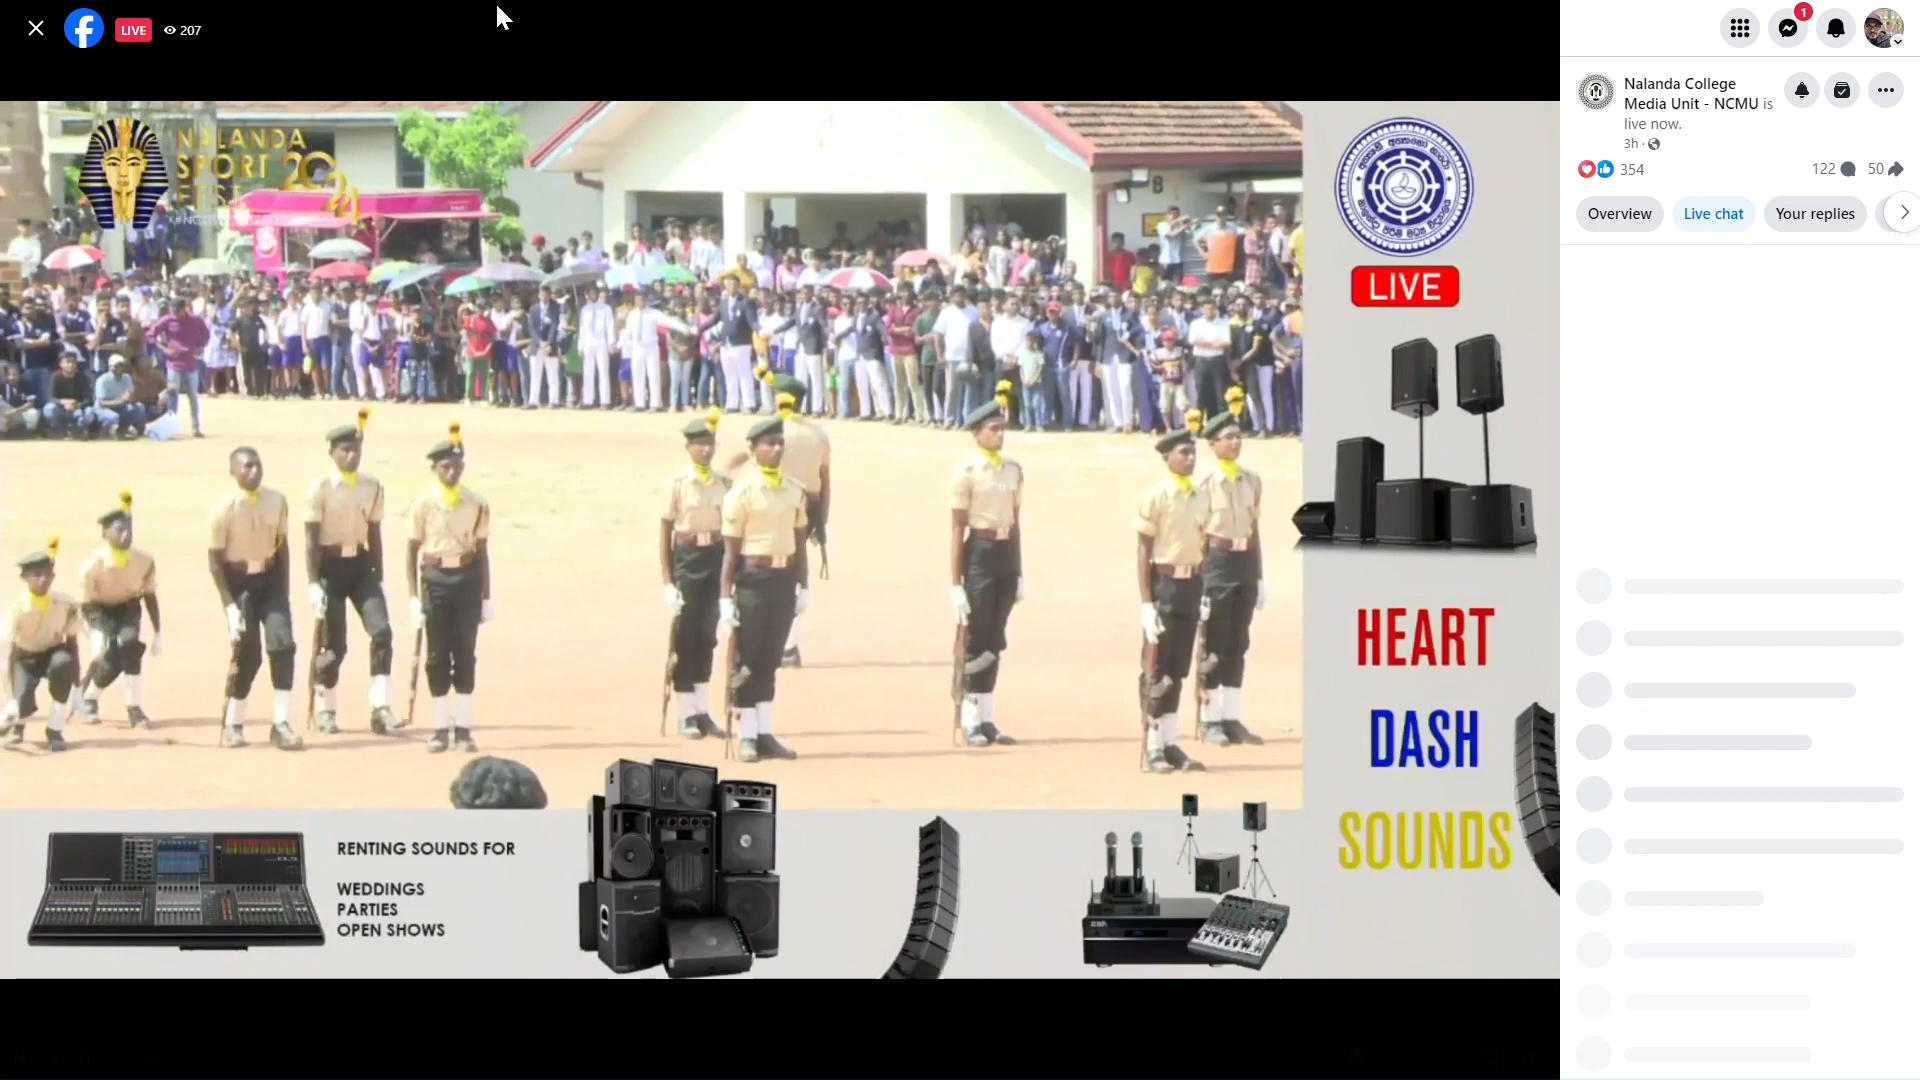 LIVE
207
NALANDA
SPORT 2024
LIVE
HEART
DASH
SOUNDS
RENTING SOUNDS FOR
WEDDINGS
PARTIES
OPEN SHOWS
1
Nalanda College
Media Unit - NCMU is
live now.
3h ·
354
122
50
Overview
Live chat
Your replies
8